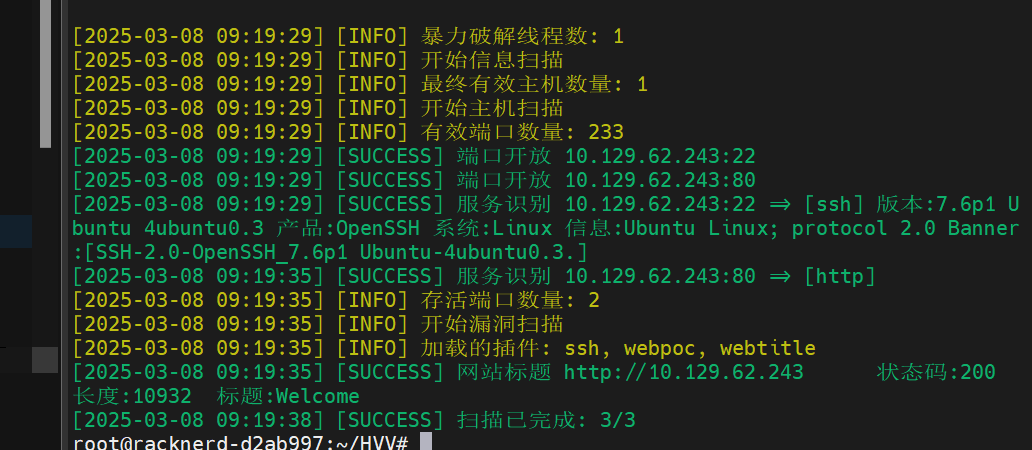 [2025-03-08 09:19:29] [INFO] 暴力破解线程数: 1
[2025-03-08 09:19:29] [INFO] 开始信息扫描
[2025-03-08 09:19:29] [INFO] 最终有效主机数量: 1
[2025-03-08 09:19:29] [INFO] 开始主机扫描
[2025-03-08 09:19:29] [INFO] 有效端口数量: 233
[2025-03-08 09:19:29] [SUCCESS] 端口开放 10.129.62.243:22
[2025-03-08 09:19:29] [SUCCESS] 端口开放 10.129.62.243:80
[2025-03-08 09:19:29] [SUCCESS] 服务识别 10.129.62.243:22 => [ssh] 版本:7.6p1 U
buntu 4ubuntu0.3 产品:OpenSSH 系统:Linux 信息:Ubuntu Linux; protocol 2.0 Banner
:[SSH-2.0-OpenSSH_7.6p1 Ubuntu-4ubuntu0.3.]
[2025-03-08 09:19:35] [SUCCESS] 服务识别 10.129.62.243:80 => [http]
[2025-03-08 09:19:35] [INFO] 存活端口数量: 2
[2025-03-08 09:19:35] [INFO] 开始漏洞扫描
[2025-03-08 09:19:35] [INFO] 加载的插件: ssh, webpoc, webtitle
[2025-03-08 09:19:35] [SUCCESS] 网站标题 http://10.129.62.243 状态码:200
长度:10932 标题:Welcome
[2025-03-08 09:19:38] [SUCCESS] 扫描已完成: 3/3
root@racknerd-d2ab997:~/HVV#